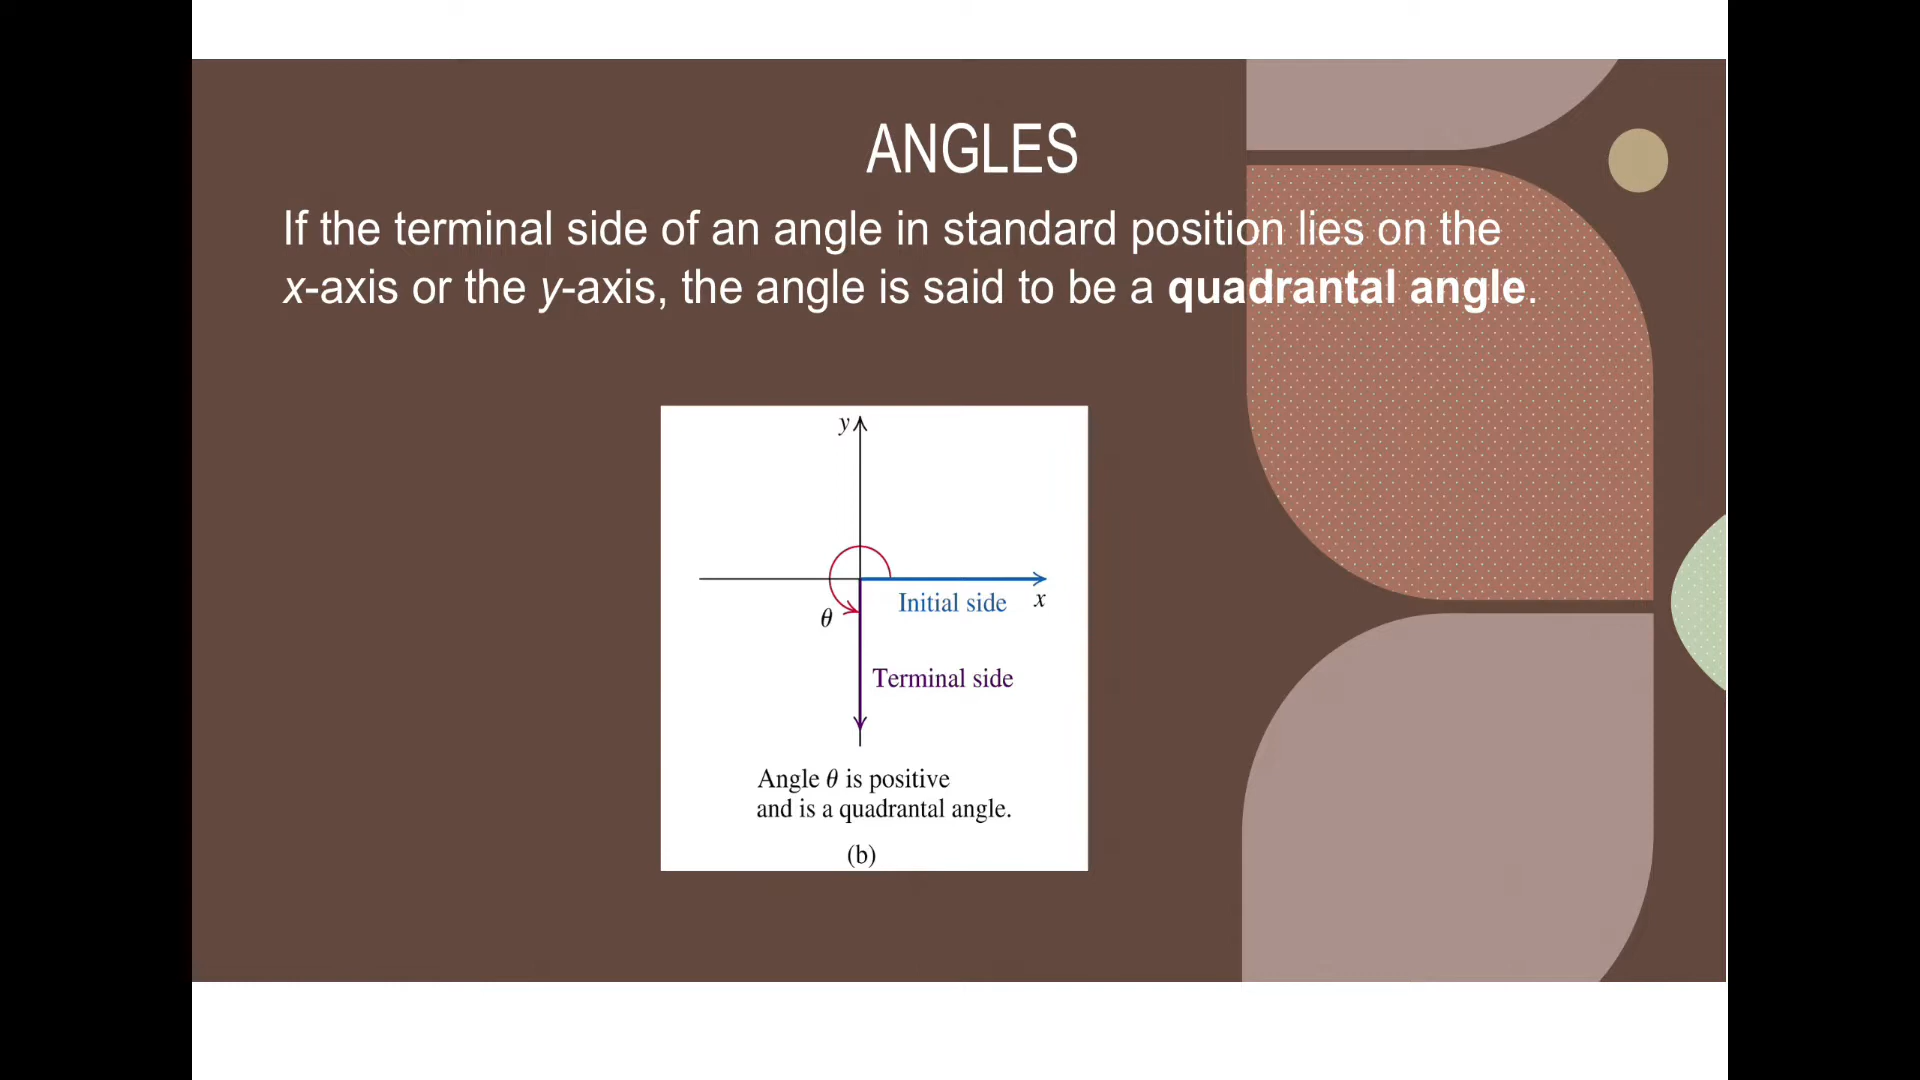 ANGLES
If the terminal side of an angle in standard position lies on the
x-axis or the y-axis, the angle is said to be a quadrantal angle.
y
Initial side x
θ
Terminal side
Angle θ is positive
and is a quadrantal angle.
(b)